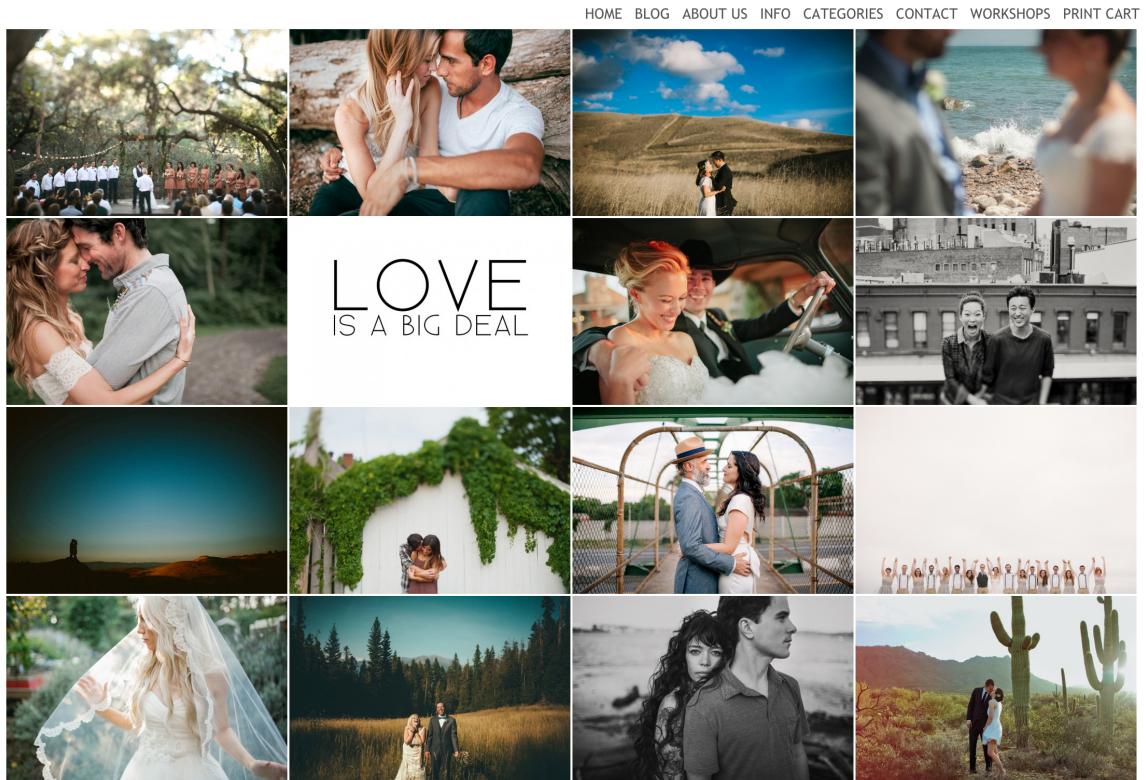 HOME BLOG ABOUT US INFO CATEGORIES CONTACT WORKSHOPS PRINT CART
LOVE
IS A BIG DEAL